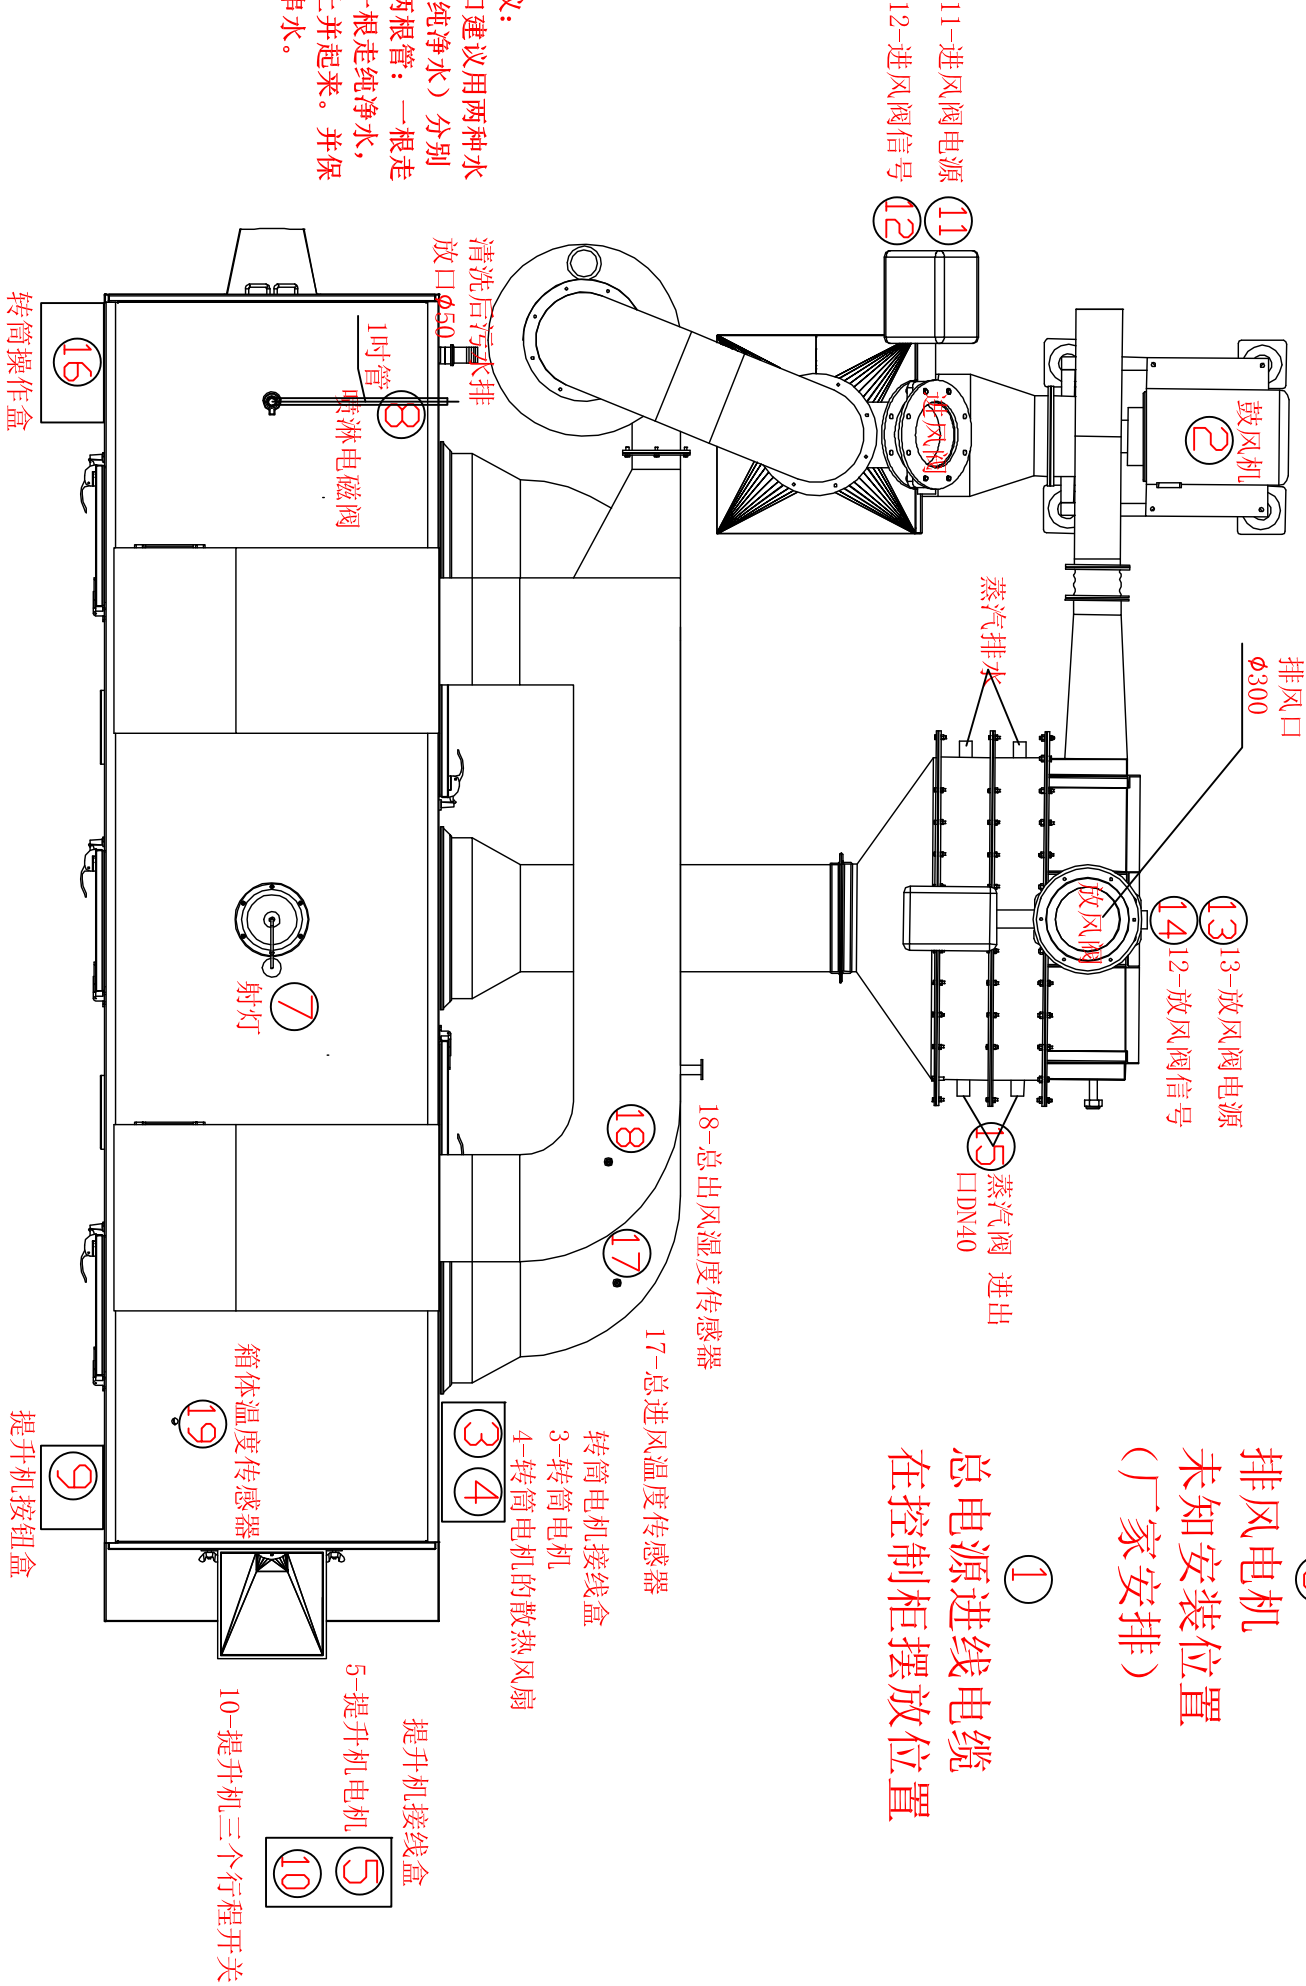 议：
口建议用两种水
纯净水）分别
两根管：一根走
一根走纯净水，
二并起来。并保
串水。
11-进风阀电源
12-进风阀信号
11
12
清洗后污水排
放口ϕ50
1吋管
8
喷淋电磁阀
16
转筒操作盒
进风阀
鼓风机
2
蒸汽排水
排风口
ϕ300
放风阀
13
14
13-放风阀电源
12-放风阀信号
7
射灯
15
蒸汽阀 进出
口DN40
18
17
18-总出风湿度传感器
17-总进风温度传感器
箱体温度传感器
19
3
4
转筒电机接线盒
3-转筒电机
4-转筒电机的散热风扇
9
提升机按钮盒
排风电机
未知安装位置
（厂家安排）
1
总电源进线电缆
在控制柜摆放位置
提升机接线盒
5-提升机电机
5
10
10-提升机三个行程开关